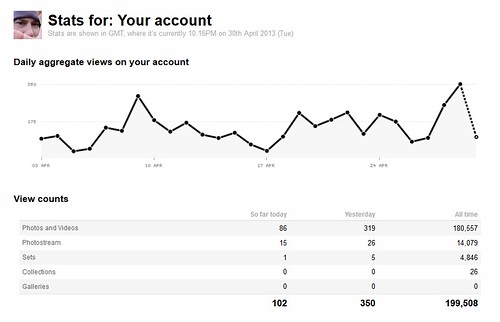 Stats for: Your account
Stats are shown in GMT, where it's currently 10.16PM on 30th April 2013 (Tue)
Daily aggregate views on your account
03 APR 10 APR 17 APR 24 APR
View counts
So far today Yesterday All time
Photos and Videos 86 319 180,557
Photostream 15 26 14,079
Sets 1 5 4,846
Collections 0 0 26
Galleries 0 0 0
102 350 199,508